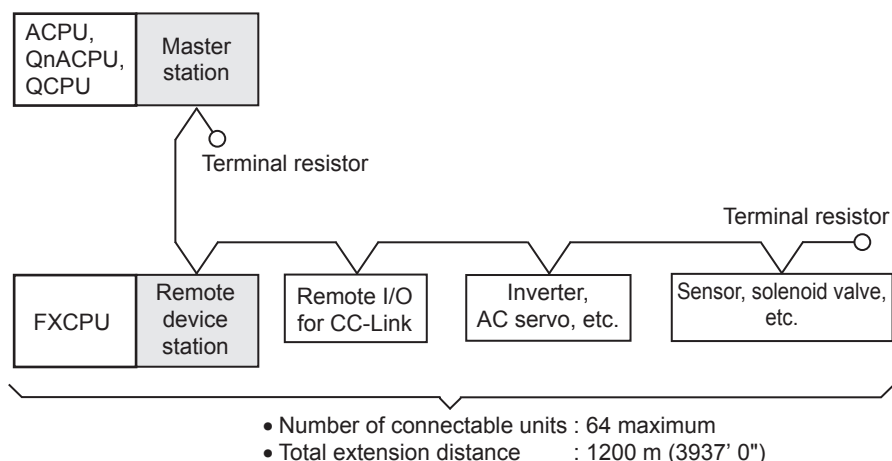 ACPU,
QnACPU,
QCPU
Master
station
Terminal resistor
Terminal resistor
FXCPU
Remote
device
station
Remote I/O
for CC-Link
Inverter,
AC servo, etc.
Sensor, solenoid valve,
etc.
• Number of connectable units : 64 maximum
• Total extension distance : 1200 m (3937' 0")